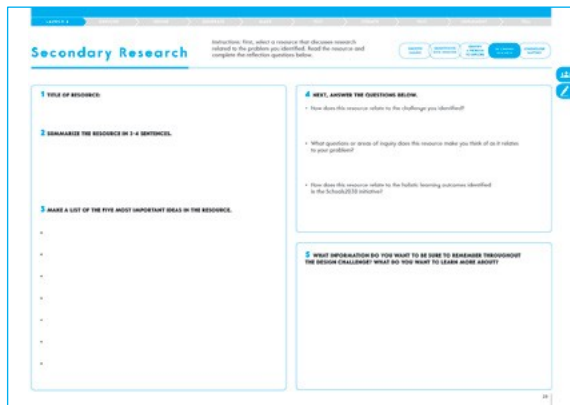 Secondary Research
Instructions: First, select a resource that discusses research
related to the problem you identified. Read the resource and
complete the reflection questions below.
1 TITLE OF RESOURCE:
2 SUMMARIZE THE RESOURCE IN 2-4 SENTENCES.
3 MAKE A LIST OF THE FIVE MOST IMPORTANT IDEAS IN THE RESOURCE.
4 NEXT, ANSWER THE QUESTIONS BELOW.
• How does this resource relate to the challenge you identified?
• What questions or areas of inquiry does this resource make you think of as it relates
to your problem?
• How does this resource relate to the holistic learning outcomes identified
in the Schools2030 initiative?
5 WHAT INFORMATION DO YOU WANT TO BE SURE TO REMEMBER THROUGHOUT
THE DESIGN CHALLENGE? WHAT DO YOU WANT TO LEARN MORE ABOUT?